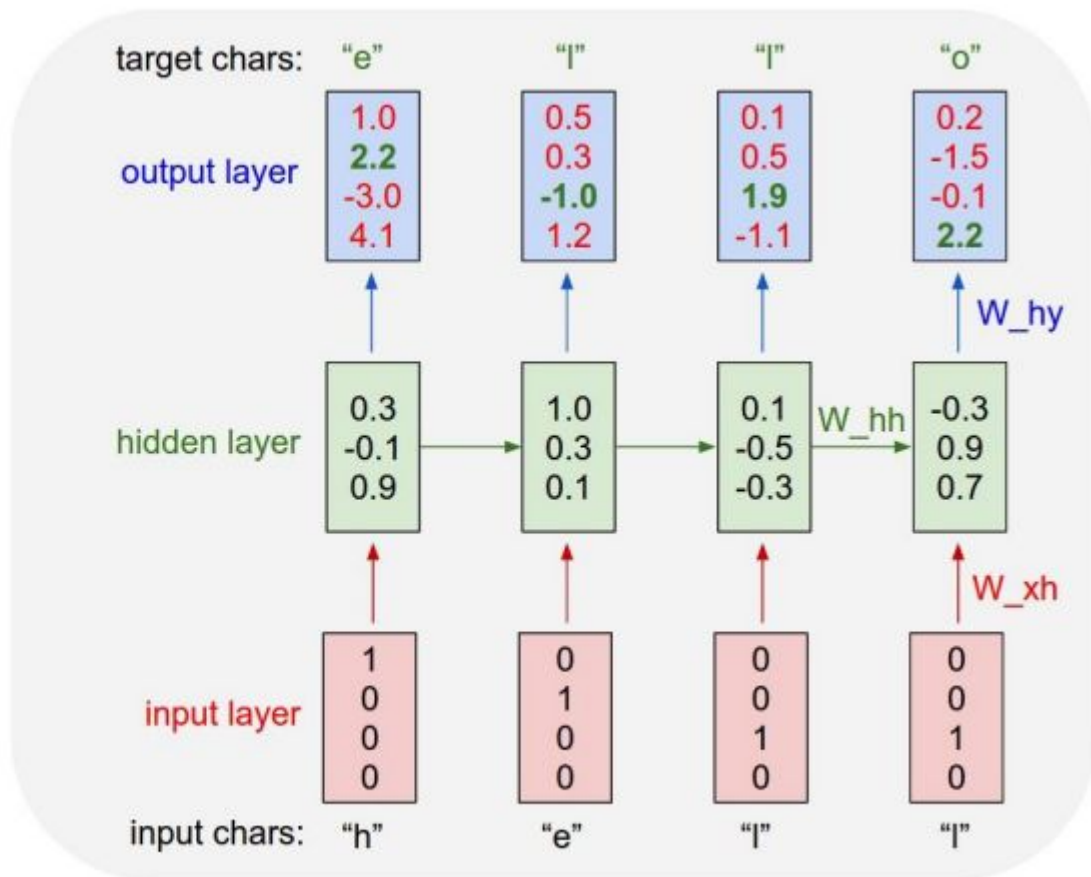 target chars: “e” “l” “l” “o”
1.0 0.5 0.1 0.2
2.2 0.3 0.5 -1.5
output layer
-3.0 -1.0 1.9 -0.1
4.1 1.2 -1.1 2.2
W_hy
0.3 1.0 0.1 -0.3
W_hh
hidden layer -0.1 0.3 -0.5 0.9
0.9 0.1 -0.3 0.7
W_xh
1 0 0 0
0 1 0 0
input layer
0 0 1 1
0 0 0 0
input chars: “h” “e” “l” “l”